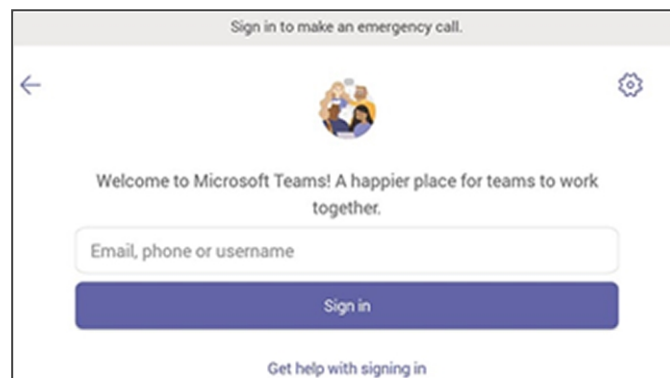 Sign in to make an emergency call.
Welcome to Microsoft Teams! A happier place for teams to work
together.
Email, phone or username
Sign in
Get help with signing in